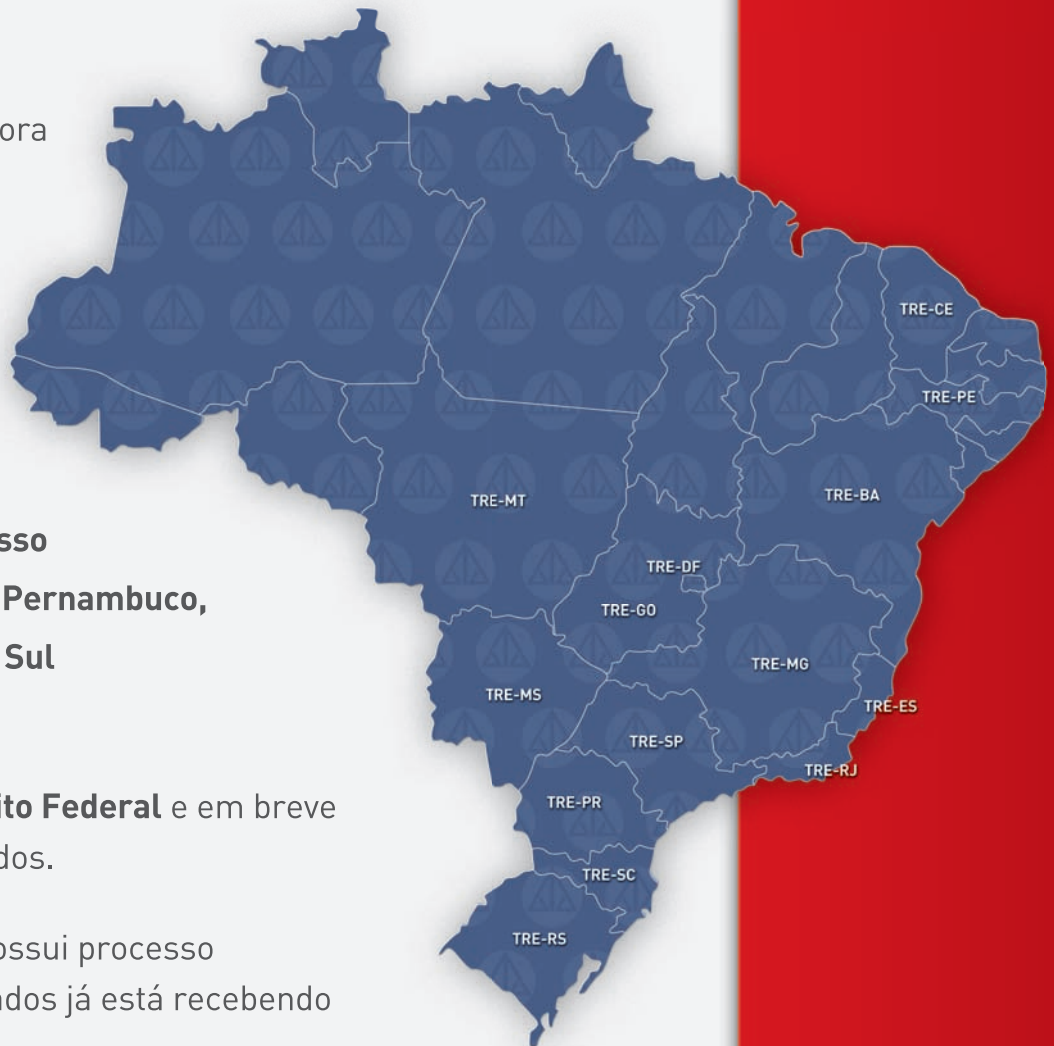 ora
sso
Pernambuco,
Sul
ito Federal e em breve
dos.
ossui processo
ados já está recebendo
TRE-CE
TRE-PE
TRE-MT
TRE-BA
TRE-DF
TRE-GO
TRE-MG
TRE-MS
TRE-ES
TRE-SP
TRE-RJ
TRE-PR
TRE-SC
TRE-RS